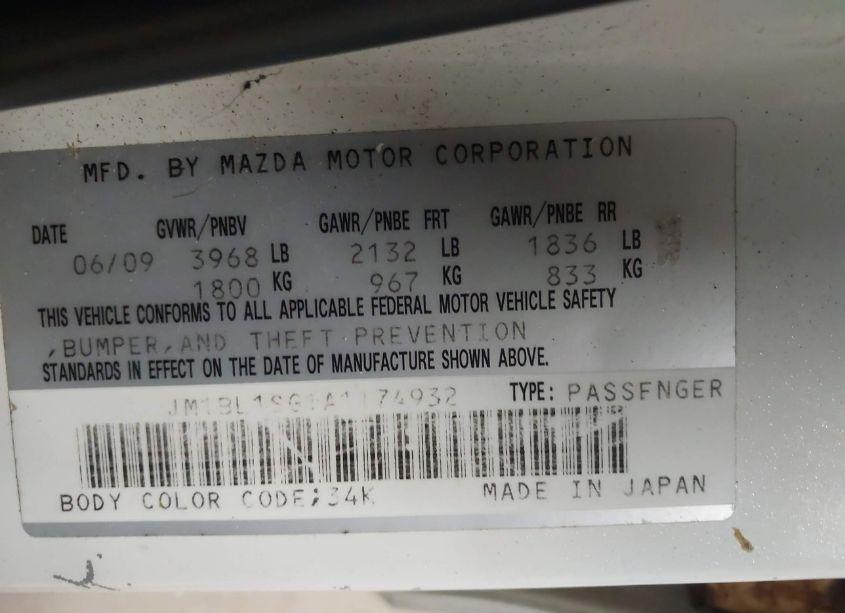 MFD. BY MAZDA MOTOR CORPORATION
DATE GVWR/PNBV GAWR/PNBE FRT GAWR/PNBE RR
06/09 3968 LB 2132 LB 1836 LB
1800 KG 967 KG 833 KG
THIS VEHICLE CONFORMS TO ALL APPLICABLE FEDERAL MOTOR VEHICLE SAFETY
,BUMPER,AND THEFT PREVENTION
STANDARDS IN EFFECT ON THE DATE OF MANUFACTURE SHOWN ABOVE.
JM1BL1SG1A1174932 TYPE: PASSENGER
BODY COLOR CODE;34K MADE IN JAPAN